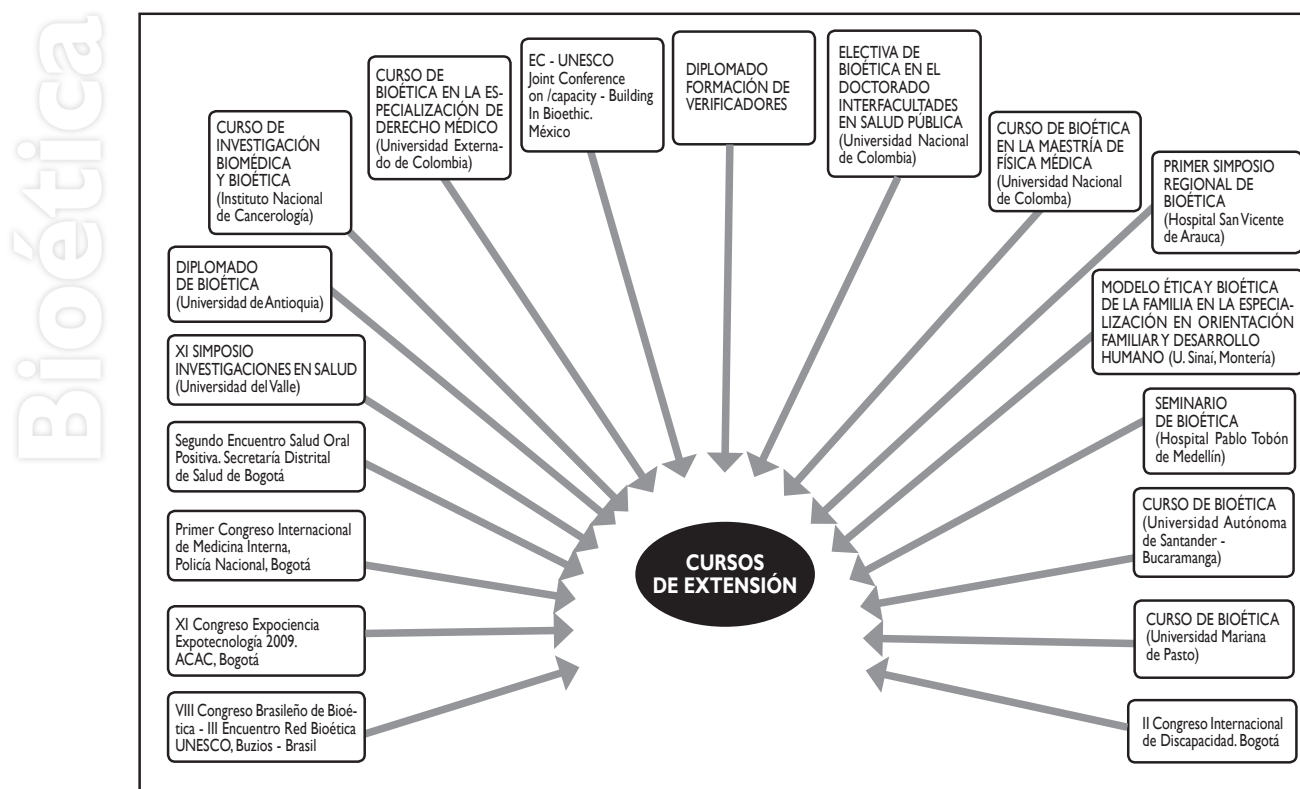 Bioética
VIII Congreso Brasileño de Bioé-
tica - III Encuentro Red Bioética
UNESCO, Buzios - Brasil
XI Congreso Expociencia
Expotecnología 2009.
ACAC, Bogotá
Primer Congreso Internacional
de Medicina Interna,
Policía Nacional, Bogotá
Segundo Encuentro Salud Oral
Positiva. Secretaría Distrital
de Salud de Bogotá
XI SIMPOSIO
INVESTIGACIONES EN SALUD
(Universidad del Valle)
DIPLOMADO
DE BIOÉTICA
(Universidad de Antioquia)
CURSO DE
INVESTIGACIÓN
BIOMÉDICA
Y BIOÉTICA
(Instituto Nacional
de Cancerología)
CURSO DE
BIOÉTICA EN LA ES-
PECIALIZACIÓN DE
DERECHO MÉDICO
(Universidad Externa-
do de Colombia)
EC - UNESCO
Joint Conference
on /capacity - Building
In Bioethic.
México
DIPLOMADO
FORMACIÓN DE
VERIFICADORES
ELECTIVA DE
BIOÉTICA EN EL
DOCTORADO
INTERFACULTADES
EN SALUD PÚBLICA
(Universidad Nacional
de Colombia)
CURSO DE BIOÉTICA
EN LA MAESTRÍA DE
FÍSICA MÉDICA
(Universidad Nacional
de Colomba)
PRIMER SIMPOSIO
REGIONAL DE
BIOÉTICA
(Hospital San Vicente
de Arauca)
MODELO ÉTICA Y BIOÉTICA
DE LA FAMILIA EN LA ESPECIA-
LIZACIÓN EN ORIENTACIÓN
FAMILIAR Y DESARROLLO
HUMANO (U. Sinaí, Montería)
SEMINARIO
DE BIOÉTICA
(Hospital Pablo Tobón
de Medellín)
CURSO DE BIOÉTICA
(Universidad Autónoma
de Santander -
Bucaramanga)
CURSO DE BIOÉTICA
(Universidad Mariana
de Pasto)
II Congreso Internacional
de Discapacidad. Bogotá
CURSOS
DE EXTENSIÓN